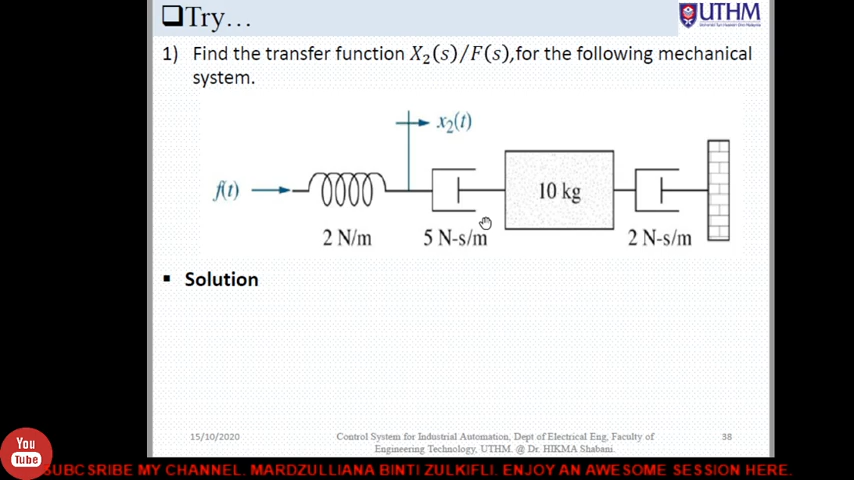 ❑Try…
UTHM
1) Find the transfer function X₂(s)/F(s),for the following mechanical
system.
x₂(t)
f(t)
10 kg
2 N/m
5 N-s/m
2 N-s/m
▪ Solution
15/10/2020
Control System for Industrial Automation, Dept of Electrical Eng, Faculty of
Engineering Technology, UTHM. @ Dr. HIKMA Shabani.
38
You
Tube
SUBCSRIBE MY CHANNEL. MARDZULLIANA BINTI ZULKIFLI. ENJOY AN AWESOME SESSION HERE.